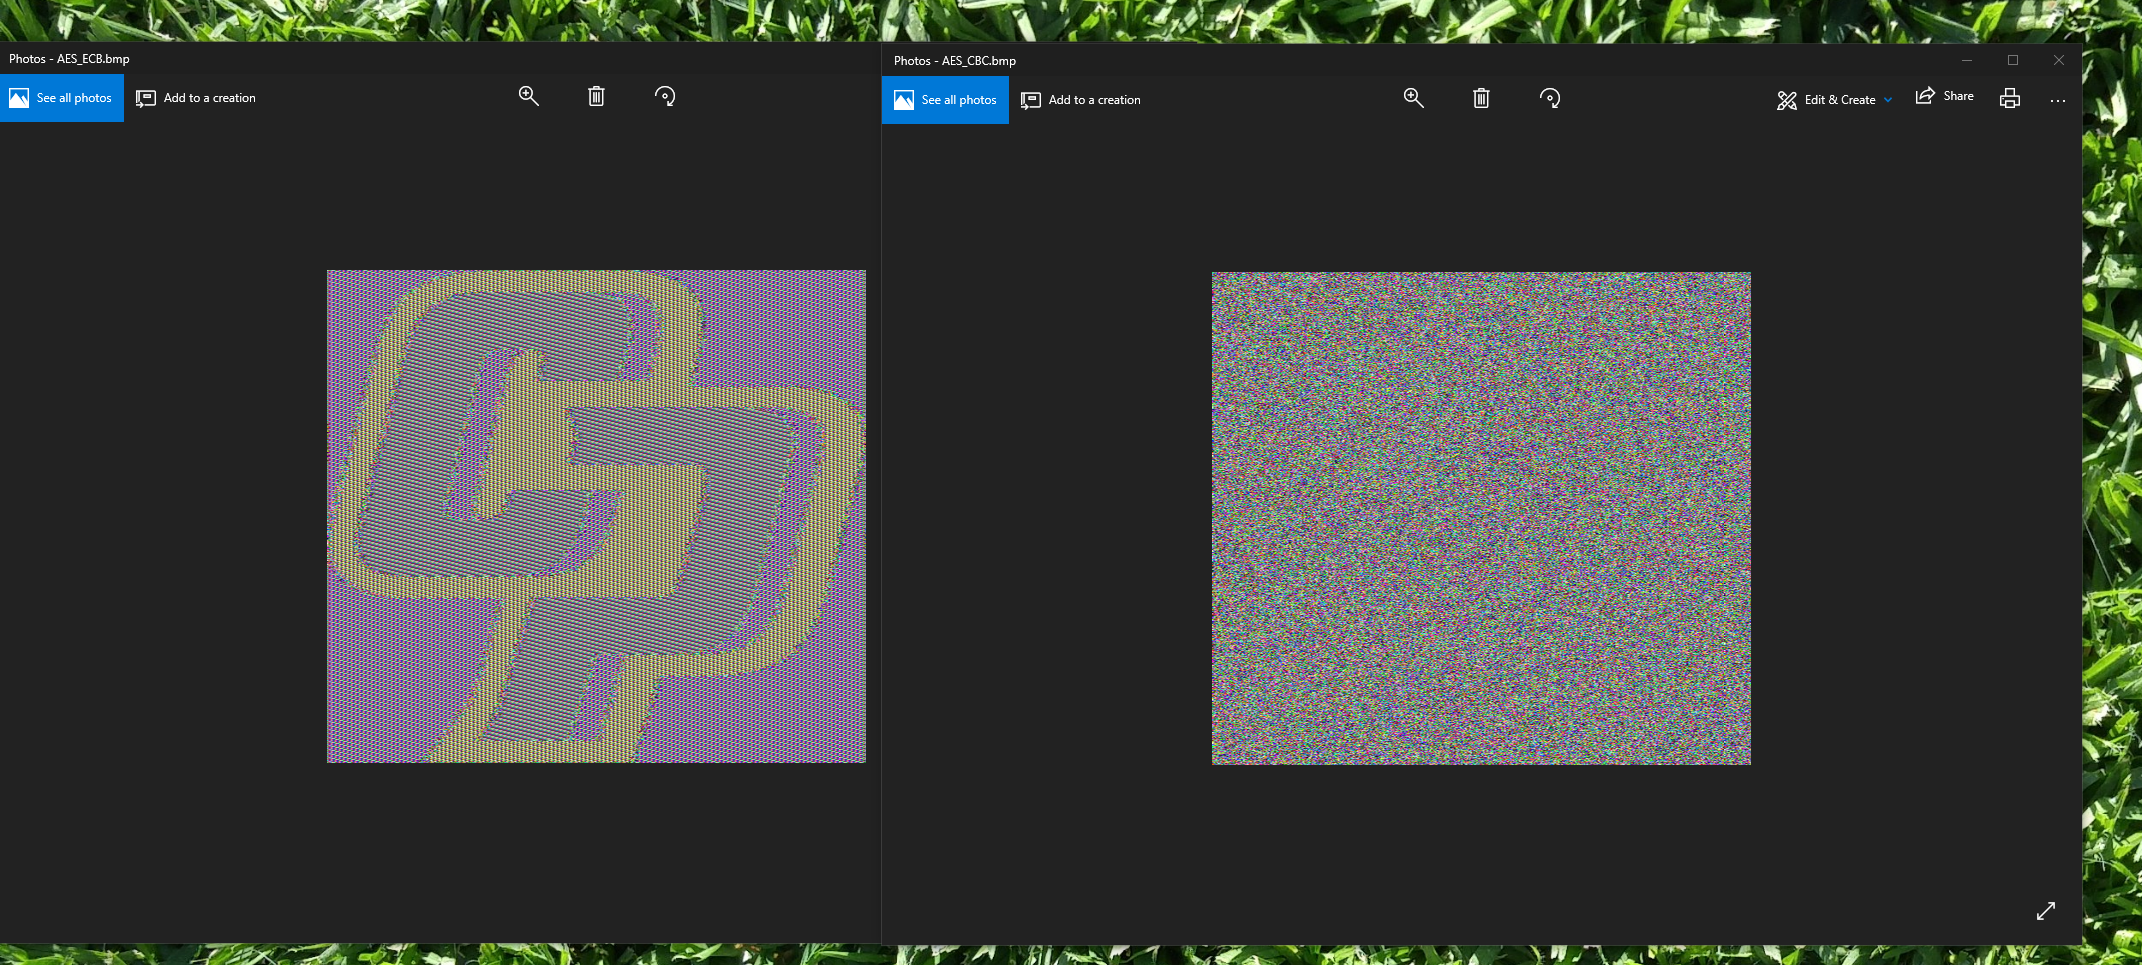 Photos - AES_ECB.bmp
See all photos
Add to a creation
Photos - AES_CBC.bmp
See all photos
Add to a creation
Edit & Create
Share